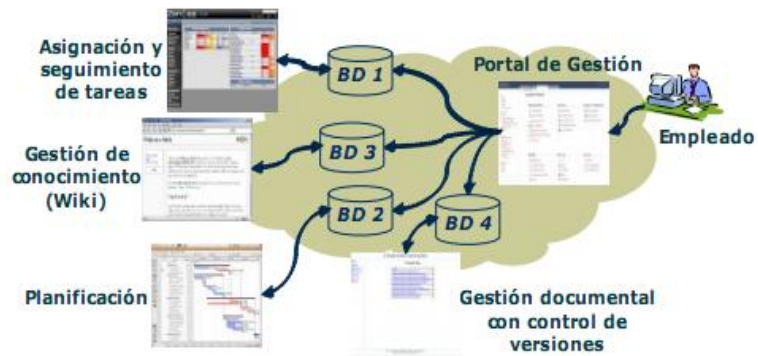 Asignación y
seguimiento
de tareas
BD 1
Portal de Gestión
Empleado
Gestión de
conocimiento
(Wiki)
BD 3
BD 2
BD 4
Planificación
Gestión documental
con control de
versiones